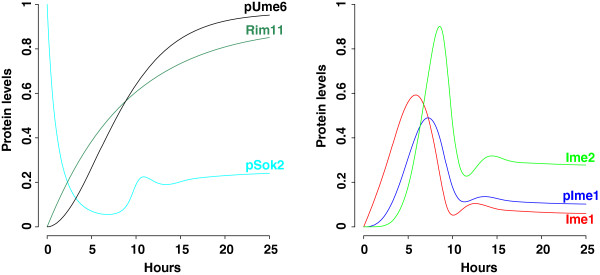 pUme6
Rim11
pSok2
Protein levels
0 0.2 0.4 0.6 0.8 1
0 5 10 15 20 25
Hours
Ime2
pIme1
Ime1
Protein levels
0 0.2 0.4 0.6 0.8 1
0 5 10 15 20 25
Hours